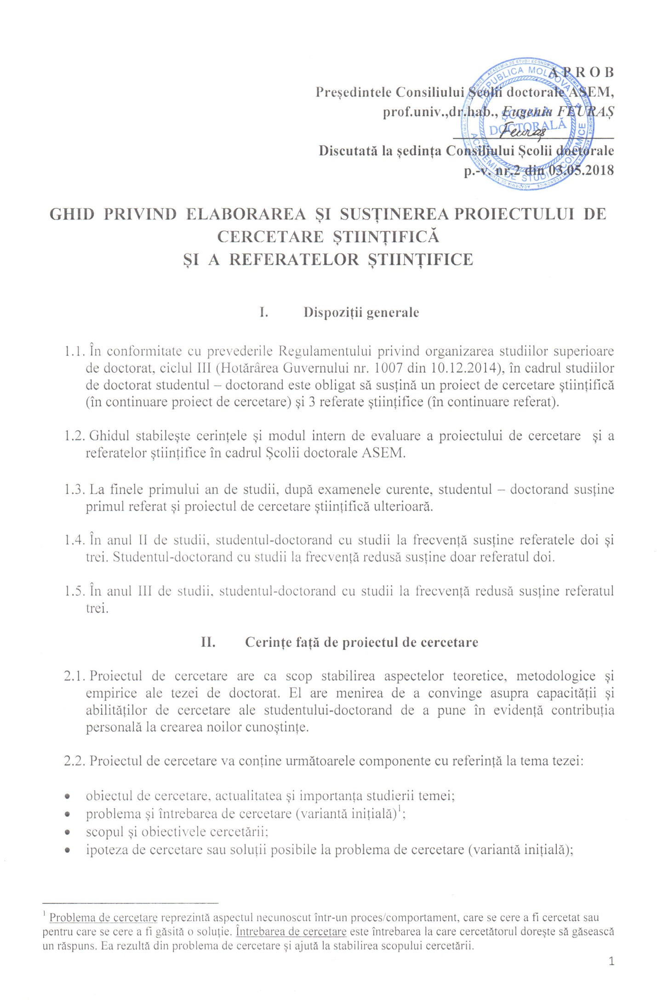 A P R O B
Președintele Consiliului Școlii doctorale ASEM,
prof.univ.,dr.hab., Eugenia FEURAȘ
Feuraș
REPUBLICA MOLDOVA
ȘCOALA
DOCTORALĂ
ACADEMIA DE STUDII ECONOMICE
Discutată la ședința Consiliului Școlii doctorale
p.-v. nr.2 din 03.05.2018
GHID PRIVIND ELABORAREA ȘI SUSȚINEREA PROIECTULUI DE
CERCETARE ȘTIINȚIFICĂ
ȘI A REFERATELOR ȘTIINȚIFICE
I. Dispoziții generale
1.1. În conformitate cu prevederile Regulamentului privind organizarea studiilor superioare
de doctorat, ciclul III (Hotărârea Guvernului nr. 1007 din 10.12.2014), în cadrul studiilor
de doctorat studentul – doctorand este obligat să susțină un proiect de cercetare științifică
(în continuare proiect de cercetare) și 3 referate științifice (în continuare referat).
1.2. Ghidul stabilește cerințele și modul intern de evaluare a proiectului de cercetare și a
referatelor științifice în cadrul Școlii doctorale ASEM.
1.3. La finele primului an de studii, după examenele curente, studentul – doctorand susține
primul referat și proiectul de cercetare științifică ulterioară.
1.4. În anul II de studii, studentul-doctorand cu studii la frecvență susține referatele doi și
trei. Studentul-doctorand cu studii la frecvență redusă susține doar referatul doi.
1.5. În anul III de studii, studentul-doctorand cu studii la frecvență redusă susține referatul
trei.
II. Cerințe față de proiectul de cercetare
2.1. Proiectul de cercetare are ca scop stabilirea aspectelor teoretice, metodologice și
empirice ale tezei de doctorat. El are menirea de a convinge asupra capacității și
abilităților de cercetare ale studentului-doctorand de a pune în evidență contribuția
personală la crearea noilor cunoștințe.
2.2. Proiectul de cercetare va conține următoarele componente cu referință la tema tezei:
• obiectul de cercetare, actualitatea și importanța studierii temei;
• problema și întrebarea de cercetare (variantă inițială)¹;
• scopul și obiectivele cercetării;
• ipoteza de cercetare sau soluții posibile la problema de cercetare (variantă inițială);
¹ Problema de cercetare reprezintă aspectul necunoscut într-un proces/comportament, care se cere a fi cercetat sau
pentru care se cere a fi găsită o soluție. Întrebarea de cercetare este întrebarea la care cercetătorul dorește să găsească
un răspuns. Ea rezultă din problema de cercetare și ajută la stabilirea scopului cercetării.
1